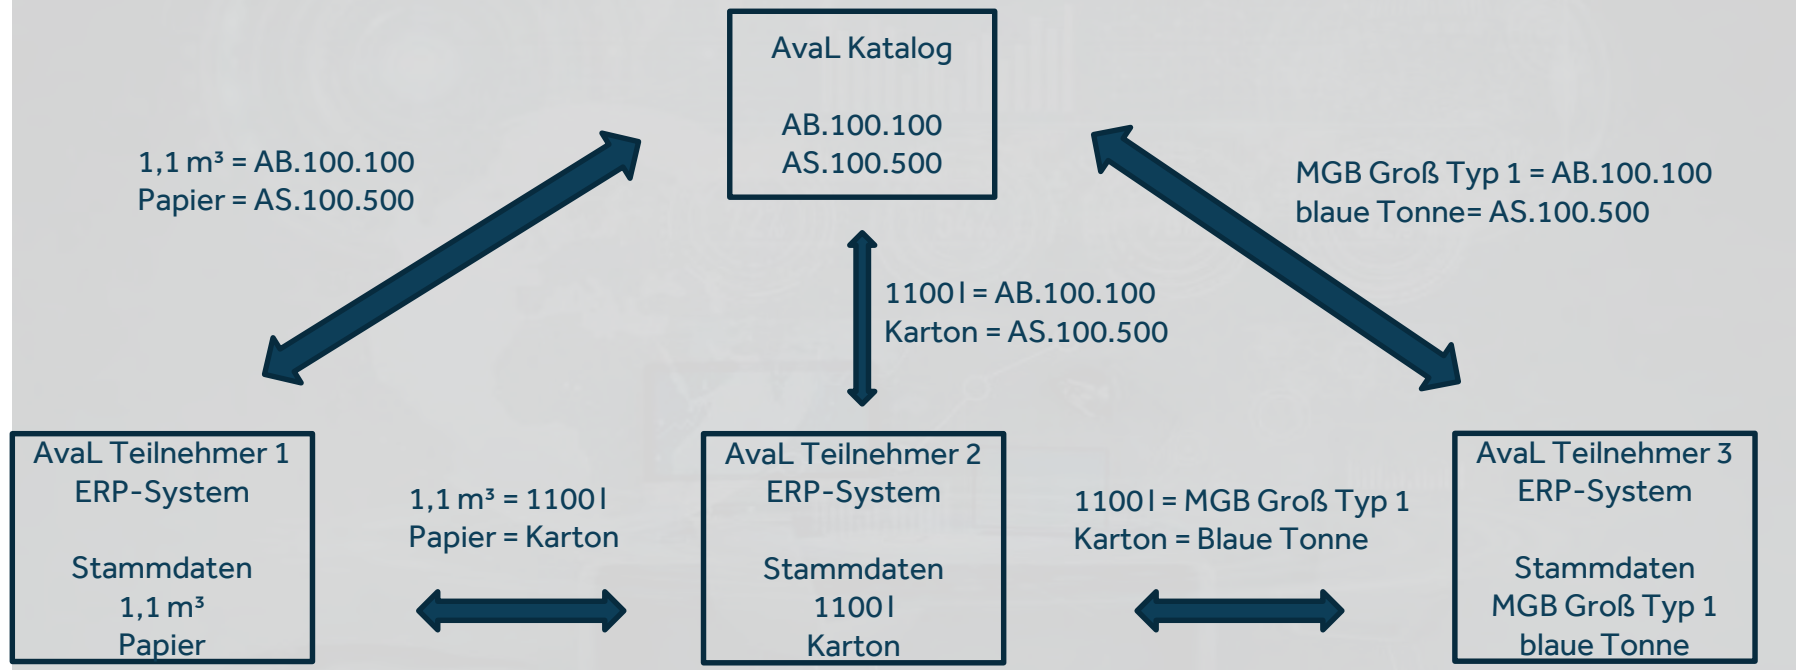 AvaL Katalog
AB.100.100
AS.100.500
1,1 m³ = AB.100.100
Papier = AS.100.500
MGB Groß Typ 1 = AB.100.100
blaue Tonne= AS.100.500
1100 l = AB.100.100
Karton = AS.100.500
AvaL Teilnehmer 1
ERP-System
Stammdaten
1,1 m³
Papier
1,1 m³ = 1100 l
Papier = Karton
AvaL Teilnehmer 2
ERP-System
Stammdaten
1100 l
Karton
1100 l = MGB Groß Typ 1
Karton = Blaue Tonne
AvaL Teilnehmer 3
ERP-System
Stammdaten
MGB Groß Typ 1
blaue Tonne